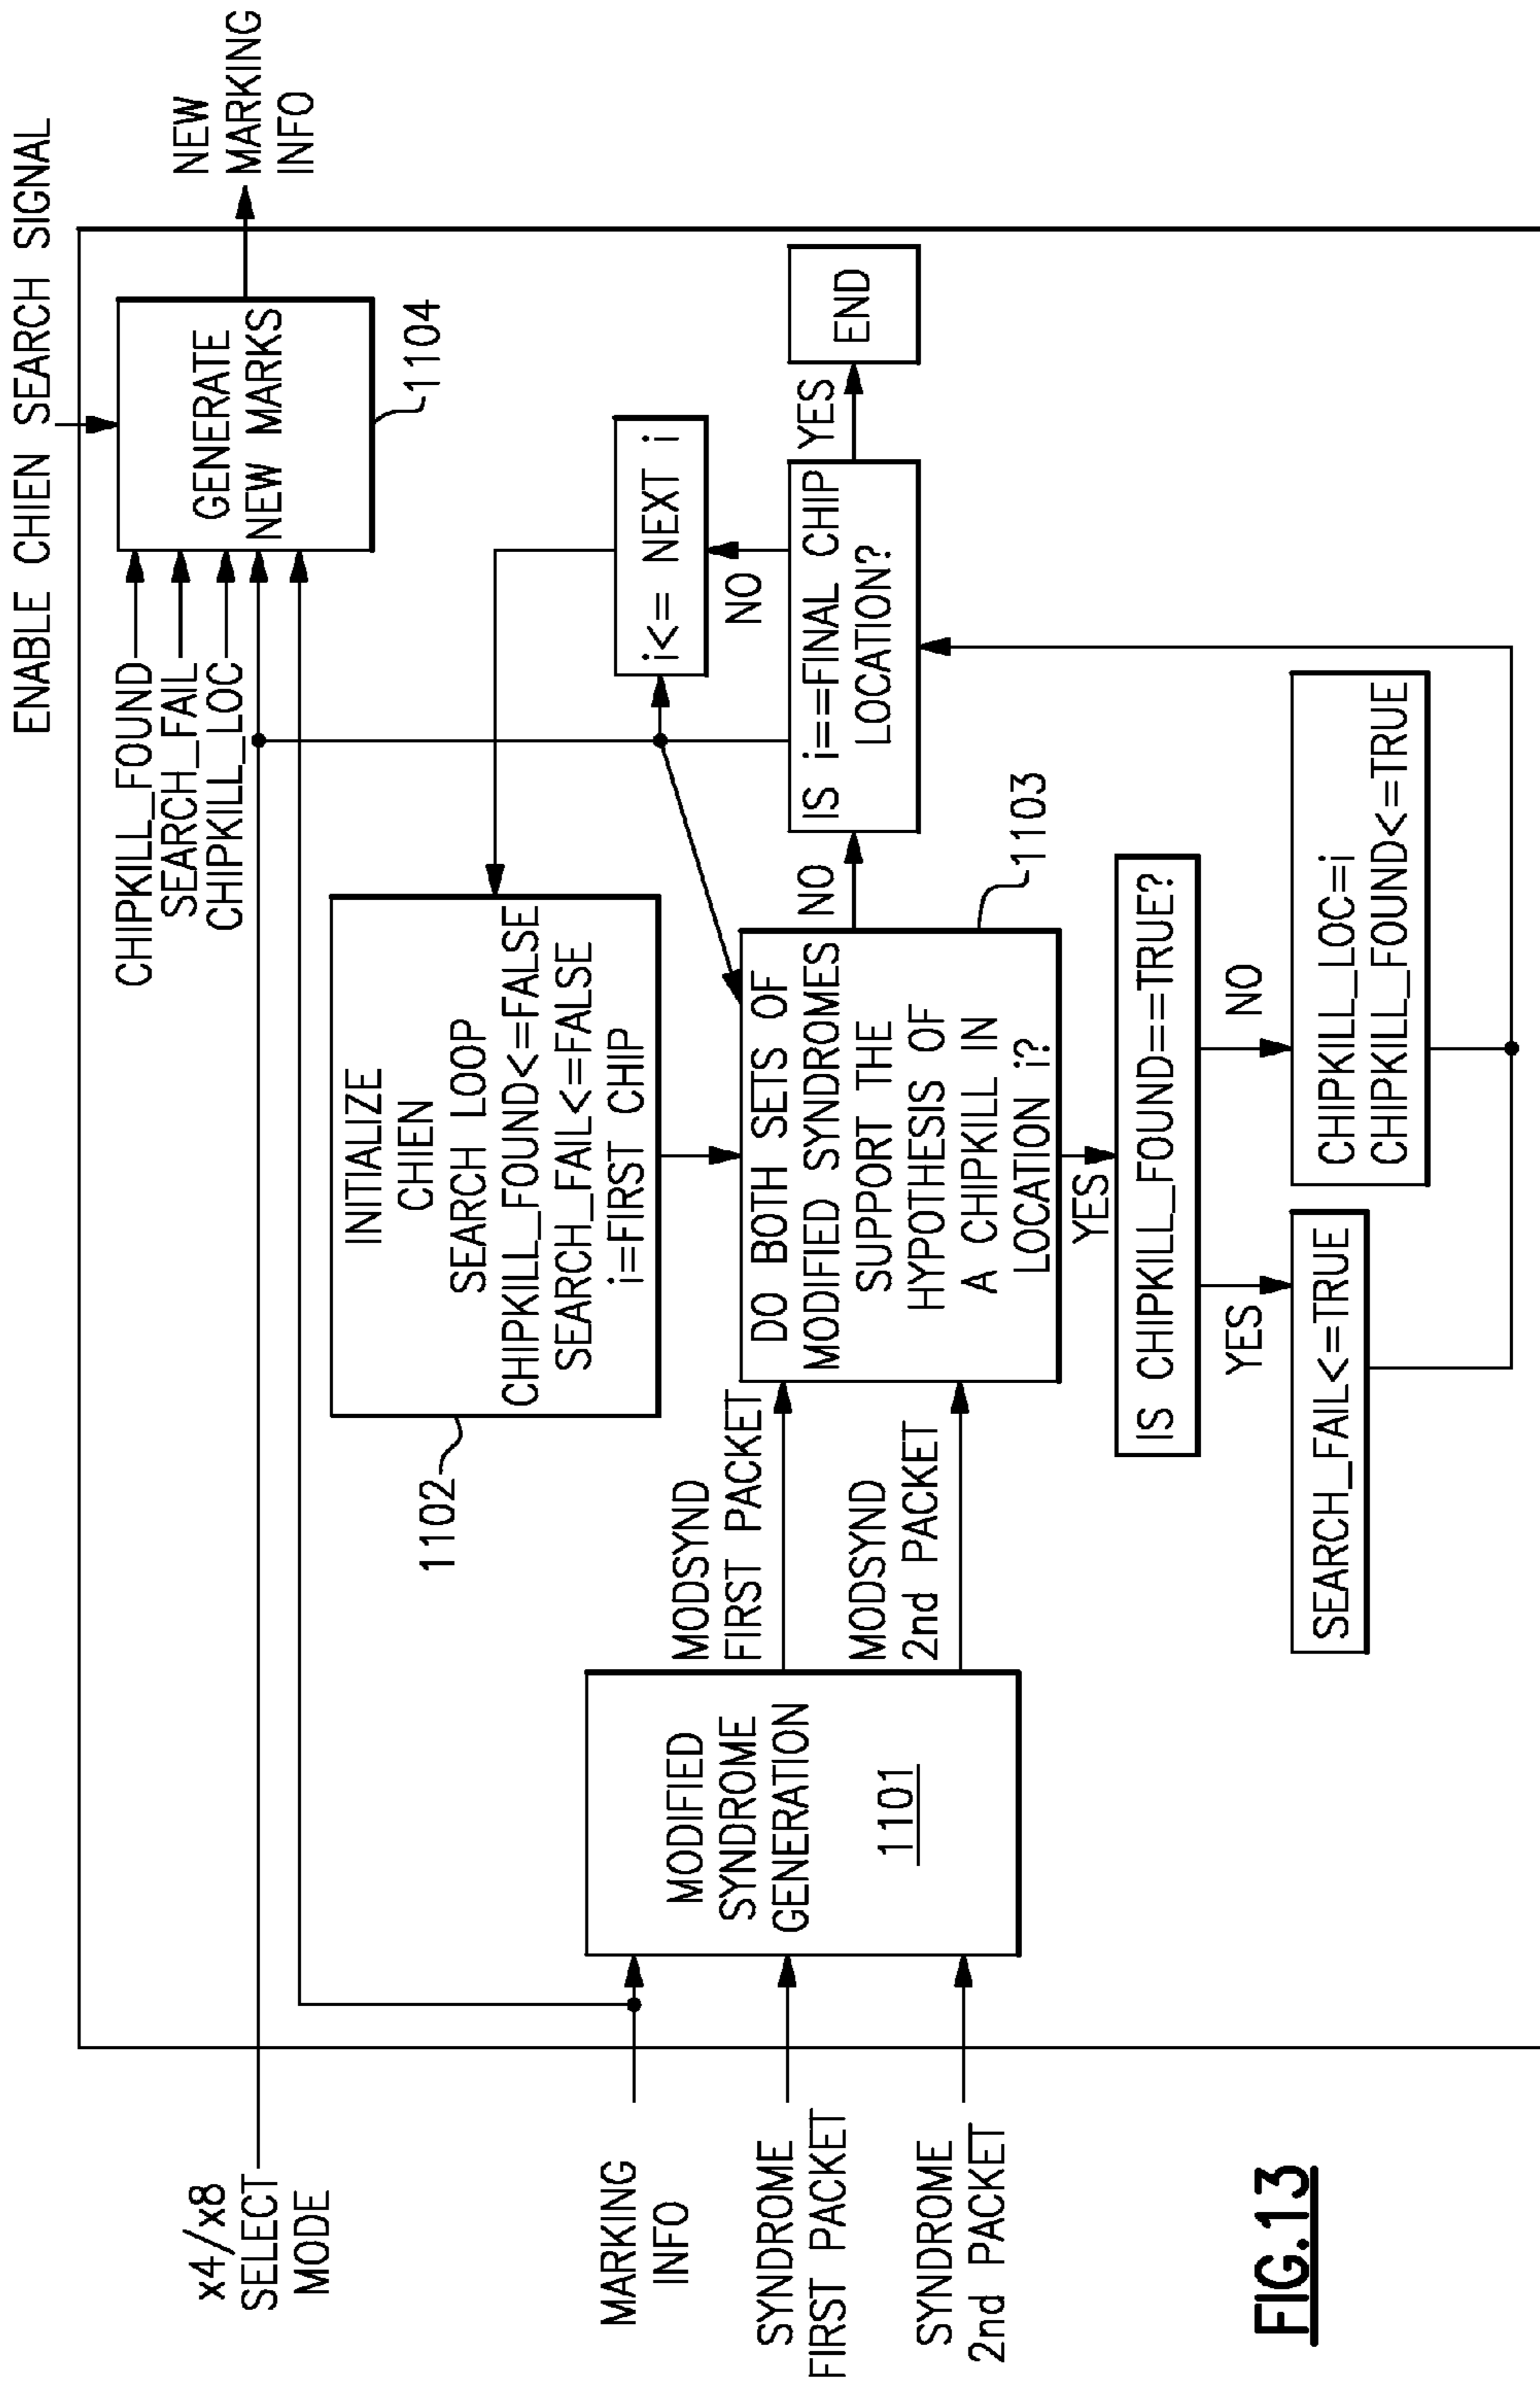 ENABLE CHIEN SEARCH SIGNAL
x4/x8
SELECT
MODE
CHIPKILL_FOUND
SEARCH_FAIL
CHIPKILL_LOC
GENERATE
NEW MARKS
1104
NEW
MARKING
INFO
INITIALIZE
CHIEN
SEARCH LOOP
CHIPKILL_FOUND<=FALSE
SEARCH_FAIL<=FALSE
i=FIRST CHIP
1102
i<= NEXT i
NO
MARKING
INFO
SYNDROME
FIRST PACKET
SYNDROME
2nd PACKET
MODIFIED
SYNDROME
GENERATION
1101
MODSYND
FIRST PACKET
MODSYND
2nd PACKET
DO BOTH SETS OF
MODIFIED SYNDROMES
SUPPORT THE
HYPOTHESIS OF
A CHIPKILL IN
LOCATION i?
1103
NO
IS i==FINAL CHIP
LOCATION?
YES
END
YES
IS CHIPKILL_FOUND==TRUE?
YES
NO
SEARCH_FAIL<=TRUE
CHIPKILL_LOC=i
CHIPKILL_FOUND<=TRUE
FIG.13